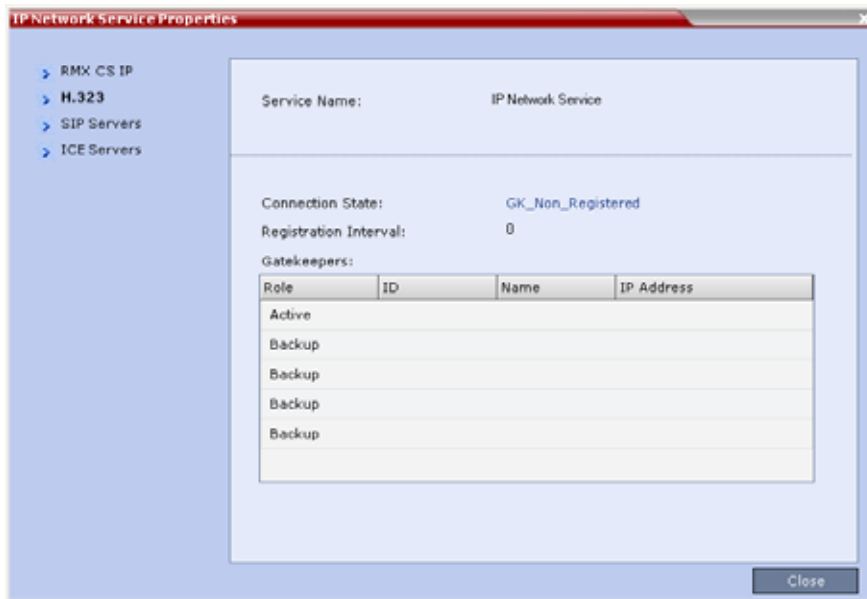 IP Network Service Properties
X
RMX CS IP
H.323
SIP Servers
ICE Servers
Service Name: IP Network Service
Connection State: GK_Non_Registered
Registration Interval: 0
Gatekeepers:
Role ID Name IP Address
Active
Backup
Backup
Backup
Backup
Close